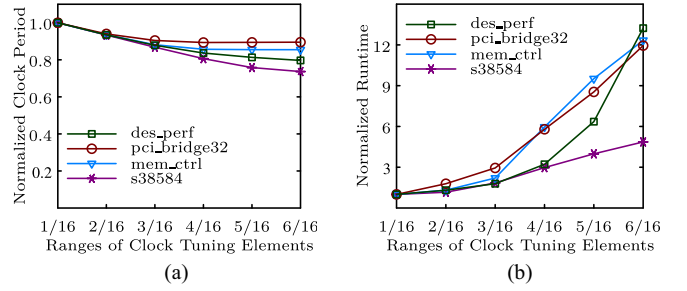 Normalized Clock Period
1.0
0.8
0.6
0.4
0.2
des_perf
pci_bridge32
mem_ctrl
s38584
1/16 2/16 3/16 4/16 5/16 6/16
Ranges of Clock Tuning Elements
(a)
Normalized Runtime
12
9
6
3
des_perf
pci_bridge32
mem_ctrl
s38584
1/16 2/16 3/16 4/16 5/16 6/16
Ranges of Clock Tuning Elements
(b)